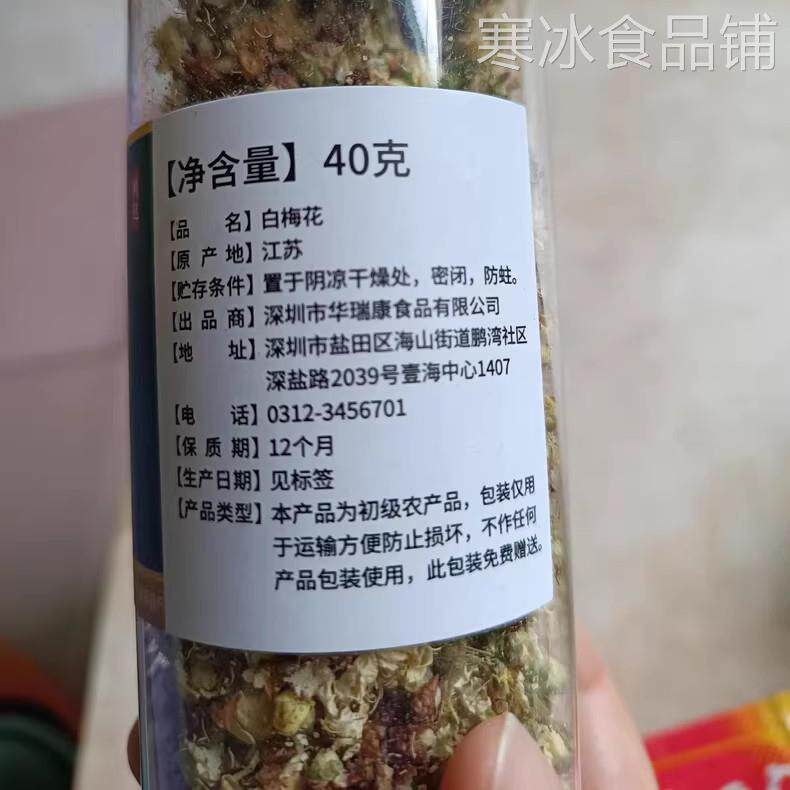 寒冰食品铺
【净含量】40克
【品名】白梅花
【原产地】江苏
【贮存条件】置于阴凉干燥处，密闭，防蛀。
【出品商】深圳市华瑞康食品有限公司
【地址】深圳市盐田区海山街道鹏湾社区
深盐路2039号壹海中心1407
【电话】0312-3456701
【保质期】12个月
【生产日期】见标签
【产品类型】本产品为初级农产品，包装仅用
于运输方便防止损坏，不作任何
产品包装使用，此包装免费赠送。